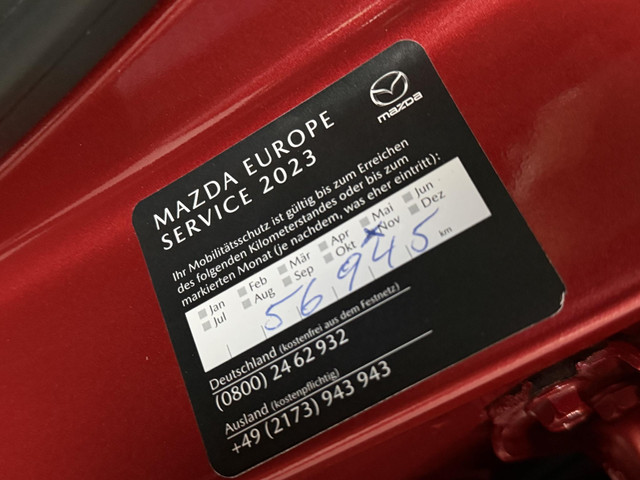 mazda
MAZDA EUROPE
SERVICE 2023
Ihr Mobilitätsschutz ist gültig bis zum Erreichen
des folgenden Kilometerstandes oder bis zum
markierten Monat (je nachdem, was eher eintritt):
Jan Feb Mär Apr Mai Jun
Jul Aug Sep Okt Nov Dez
56945 km
Deutschland (kostenfrei aus dem Festnetz)
(0800) 24 62 932
Ausland (kostenpflichtig)
+49 (2173) 943 943